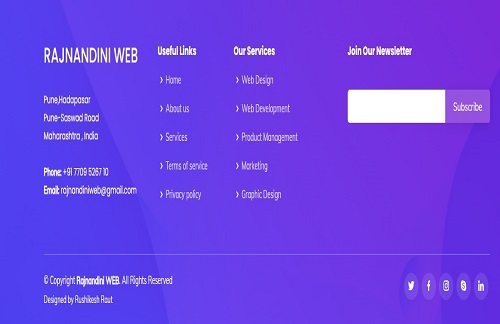 RAJNANDINI WEB
Pune,Hadapasar
Pune-Saswad Road
Maharashtra , India
Phone: +91 7709 5267 10
Email: rajnandiniweb@gmail.com
Useful Links
Home
About us
Services
Terms of service
Privacy policy
Our Services
Web Design
Web Development
Product Management
Marketing
Graphic Design
Join Our Newsletter
Subscribe
© Copyright Rajnandini WEB. All Rights Reserved
Designed by Rushikesh Raut